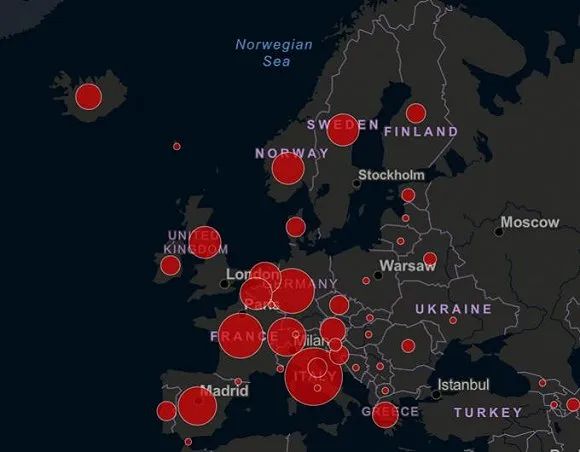 Norwegian
Sea
SWEDEN
FINLAND
NORWAY
Stockholm
Moscow
UNITED
KINGDOM
London
Warsaw
GERMANY
Paris
UKRAINE
FRANCE
Milan
ITALY
Madrid
Istanbul
GREECE
TURKEY